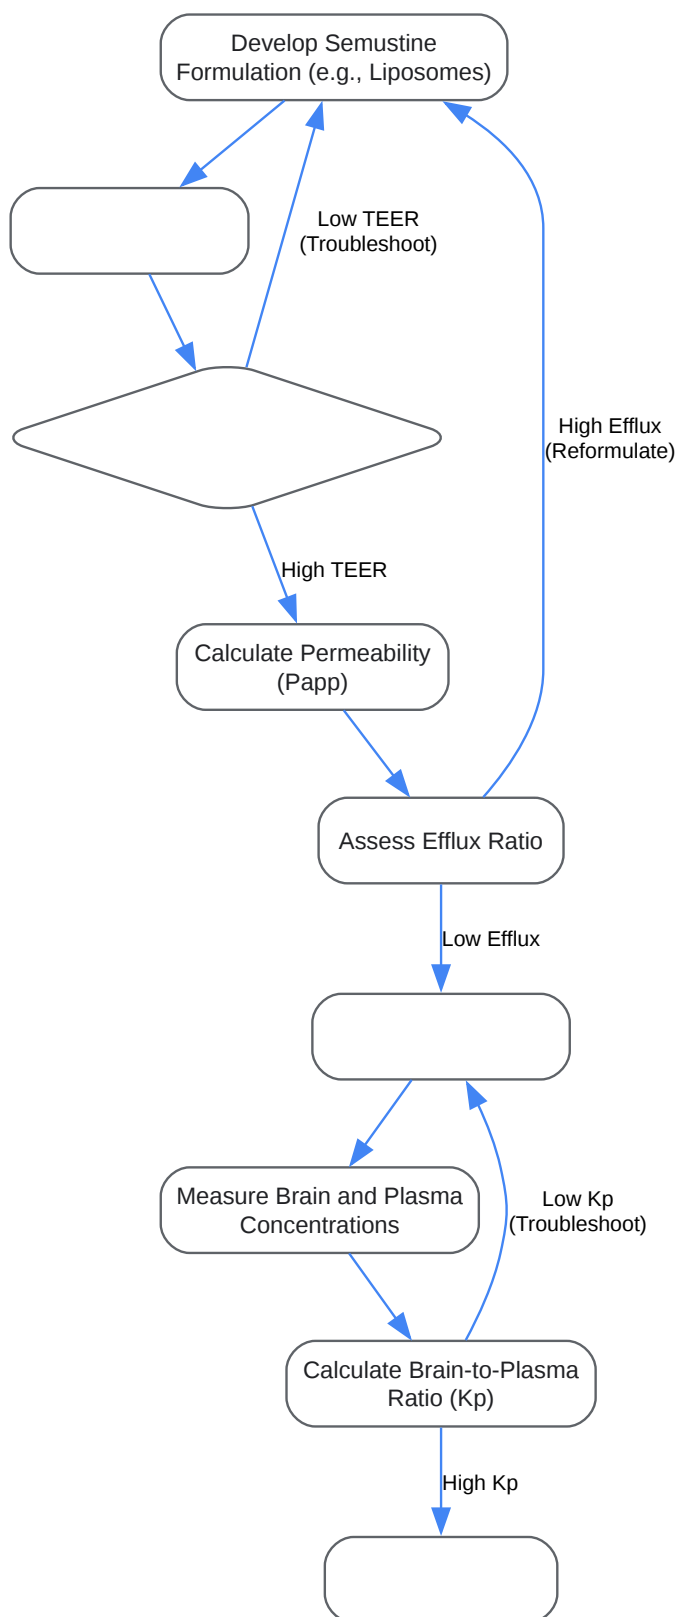 Develop Semustine
Formulation (e.g., Liposomes)
Low TEER
(Troubleshoot)
High Efflux
(Reformulate)
High TEER
Calculate Permeability
(Papp)
Assess Efflux Ratio
Low Efflux
Measure Brain and Plasma
Concentrations
Low Kp
(Troubleshoot)
Calculate Brain-to-Plasma
Ratio (Kp)
High Kp